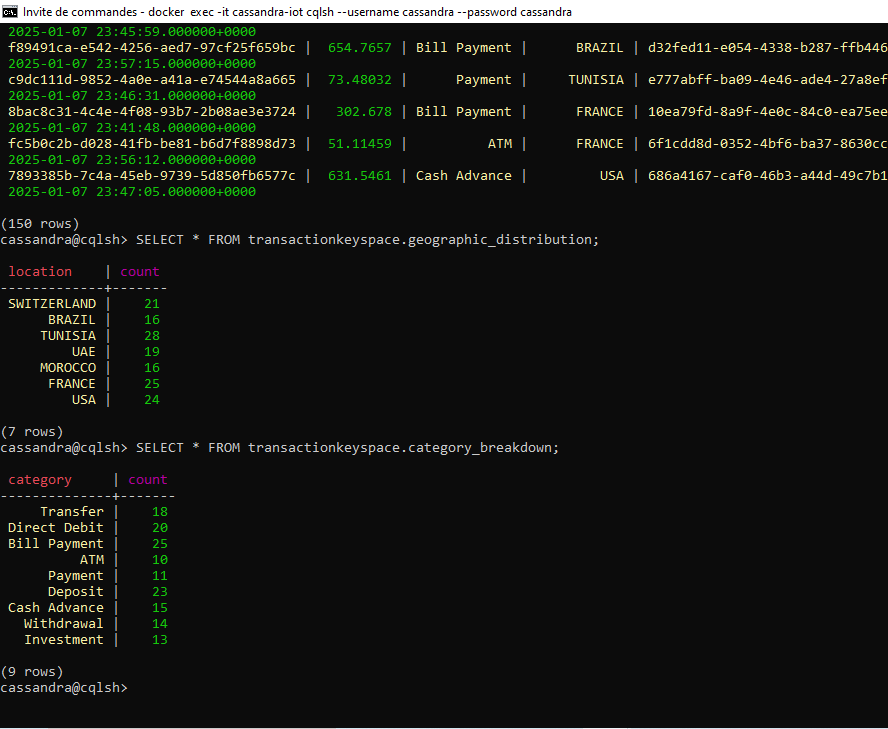 Invite de commandes - docker exec -it cassandra-iot cqlsh --username cassandra --password cassandra
2025-01-07 23:45:59.000000+0000
f89491ca-e542-4256-aed7-97cf25f659bc | 654.7657 | Bill Payment | BRAZIL | d32fed11-e054-4338-b287-ffb446
2025-01-07 23:57:15.000000+0000
c9dc111d-9852-4a0e-a41a-e74544a8a665 | 73.48032 | Payment | TUNISIA | e777abff-ba09-4e46-ade4-27a8ef
2025-01-07 23:46:31.000000+0000
8bac8c31-4c4e-4f08-93b7-2b08ae3e3724 | 302.678 | Bill Payment | FRANCE | 10ea79fd-8a9f-4e0c-84c0-ea75ee
2025-01-07 23:41:48.000000+0000
fc5b0c2b-d028-41fb-be81-b6d7f8898d73 | 51.11459 | ATM | FRANCE | 6f1cdd8d-0352-4bf6-ba37-8630cc
2025-01-07 23:56:12.000000+0000
7893385b-7c4a-45eb-9739-5d850fb6577c | 631.5461 | Cash Advance | USA | 686a4167-caf0-46b3-a44d-49c7b1
2025-01-07 23:47:05.000000+0000
(150 rows)
cassandra@cqlsh> SELECT * FROM transactionkeyspace.geographic_distribution;
location | count
-------------+-------
SWITZERLAND | 21
BRAZIL | 16
TUNISIA | 28
UAE | 19
MOROCCO | 16
FRANCE | 25
USA | 24
(7 rows)
cassandra@cqlsh> SELECT * FROM transactionkeyspace.category_breakdown;
category | count
--------------+-------
Transfer | 18
Direct Debit | 20
Bill Payment | 25
ATM | 10
Payment | 11
Deposit | 23
Cash Advance | 15
Withdrawal | 14
Investment | 13
(9 rows)
cassandra@cqlsh>